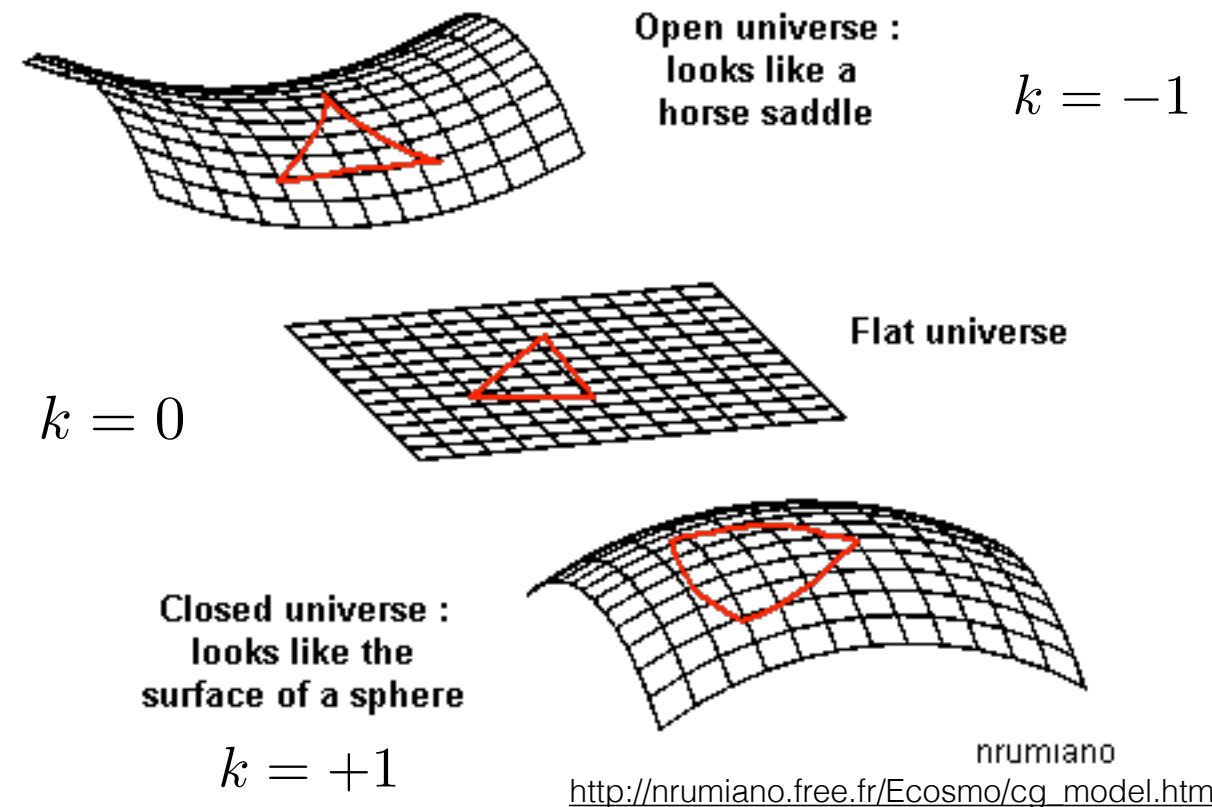 Open universe :
looks like a
horse saddle
k = −1
Flat universe
k = 0
Closed universe :
looks like the
surface of a sphere
k = +1
nrumiano
http://nrumiano.free.fr/Ecosmo/cg_model.htm